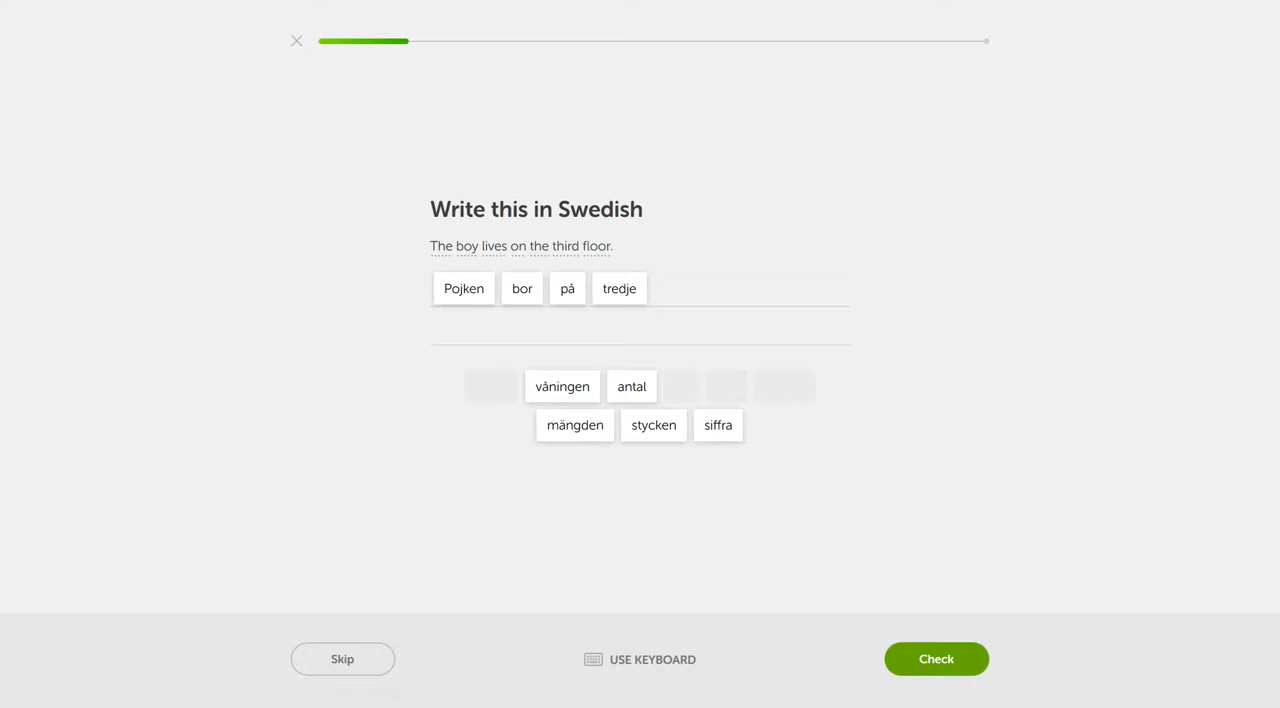 Write this in Swedish
The boy lives on the third floor.
Pojken bor på tredje
våningen antal
mängden stycken siffra
Skip USE KEYBOARD Check